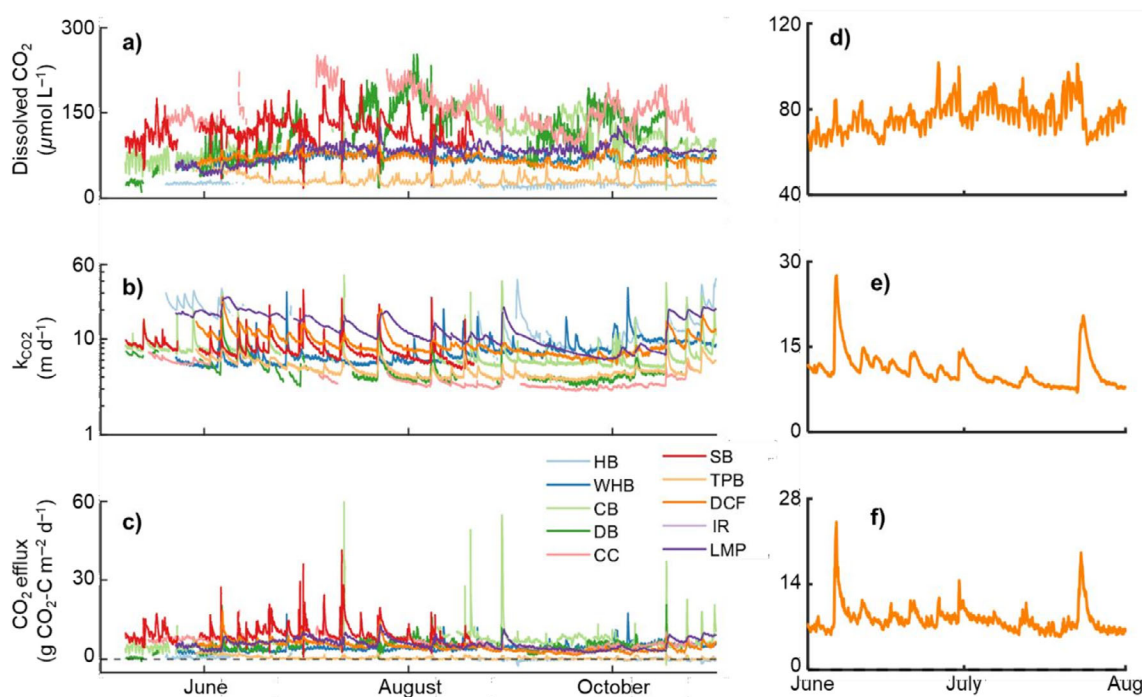 a)
Dissolved CO₂
(µmol L⁻¹)
300
150
0
b)
kCO2
(m d⁻¹)
60
10
1
c)
CO₂ efflux
(g CO₂-C m⁻² d⁻¹)
60
30
0
June
August
October
HB
WHB
CB
DB
CC
SB
TPB
DCF
IR
LMP
d)
120
80
40
e)
30
15
0
f)
28
14
0
June
July
Aug